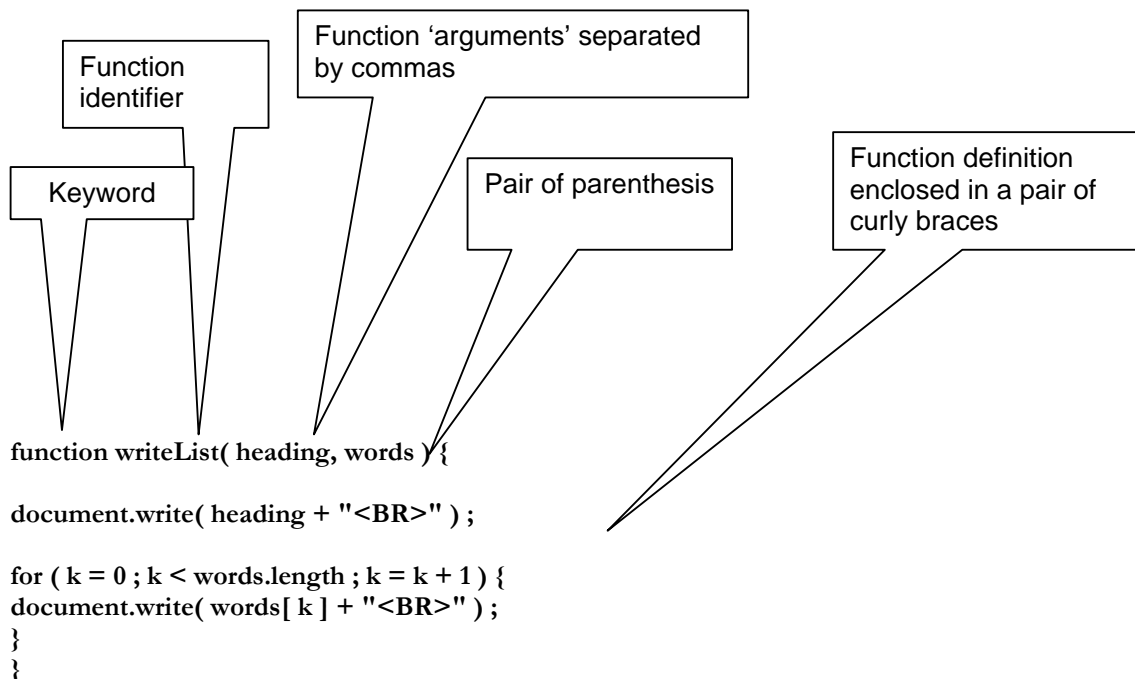 Function ‘arguments’ separated
by commas
Function
identifier
Keyword
Pair of parenthesis
Function definition
enclosed in a pair of
curly braces
function writeList( heading, words ) {
document.write( heading + "<BR>" ) ;
for ( k = 0 ; k < words.length ; k = k + 1 ) {
document.write( words[ k ] + "<BR>" ) ;
}
}